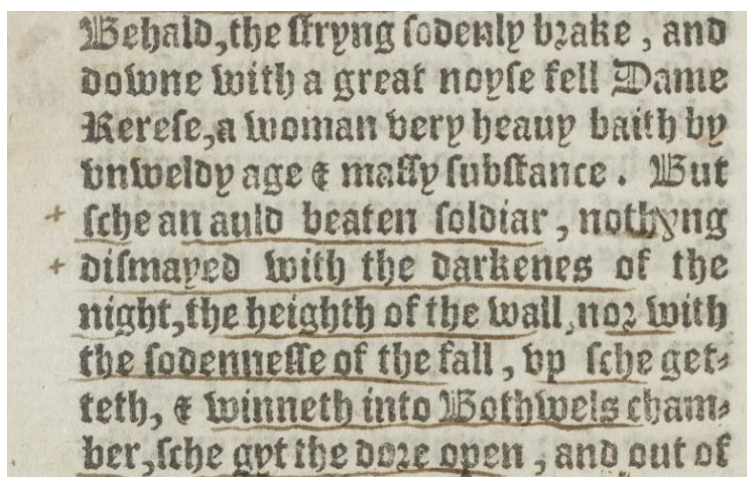 Behald, the ſtryng ſodenly brake, and
downe with a great noyſe fell Dame
Rereſe, a woman very heauy baith by
vnweldy age & maſſy ſubſtance. But
ſche an auld beaten ſoldiar, nothyng
diſmayed with the darkenes of the
night, the heighth of the wall, nor with
the ſodenneſſe of the fall, vp ſche get-
teth, & winneth into Bothwels cham-
ber, ſche gyt the dore open, and out of